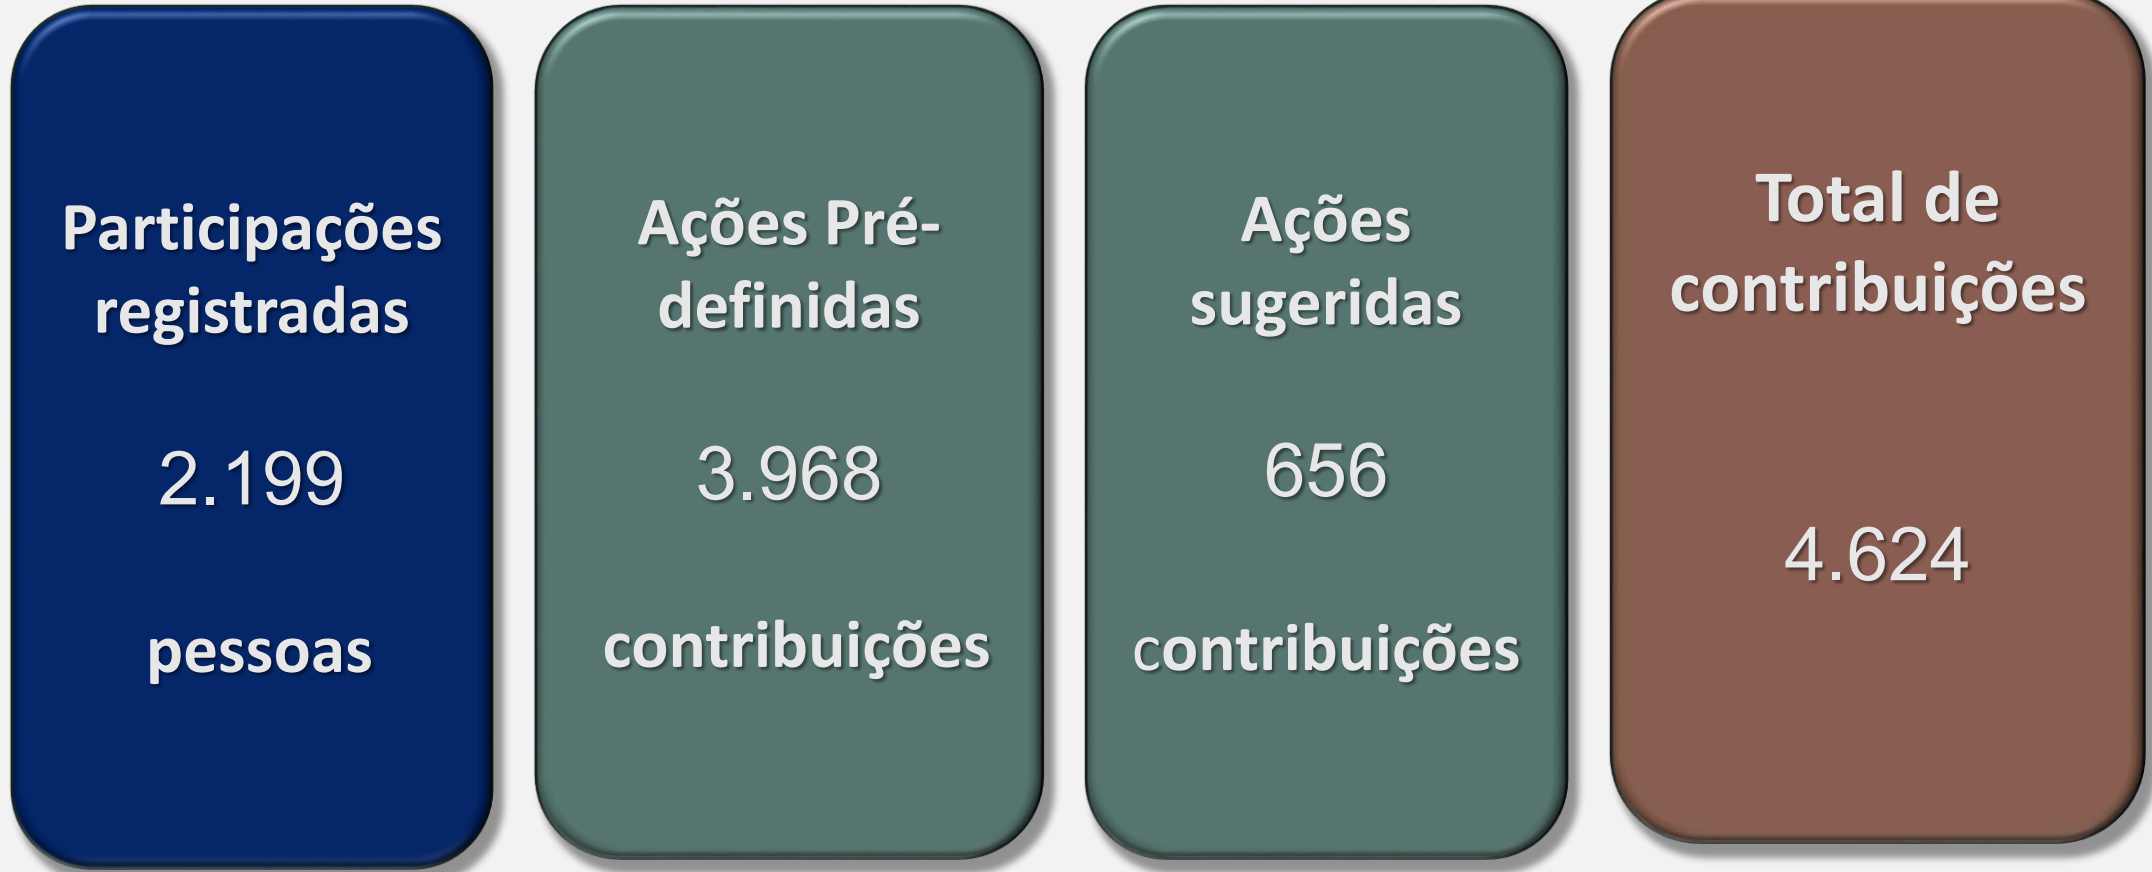 Participações
registradas
2.199
pessoas
Ações Pré-
definidas
3.968
contribuições
Ações
sugeridas
656
contribuições
Total de
contribuições
4.624